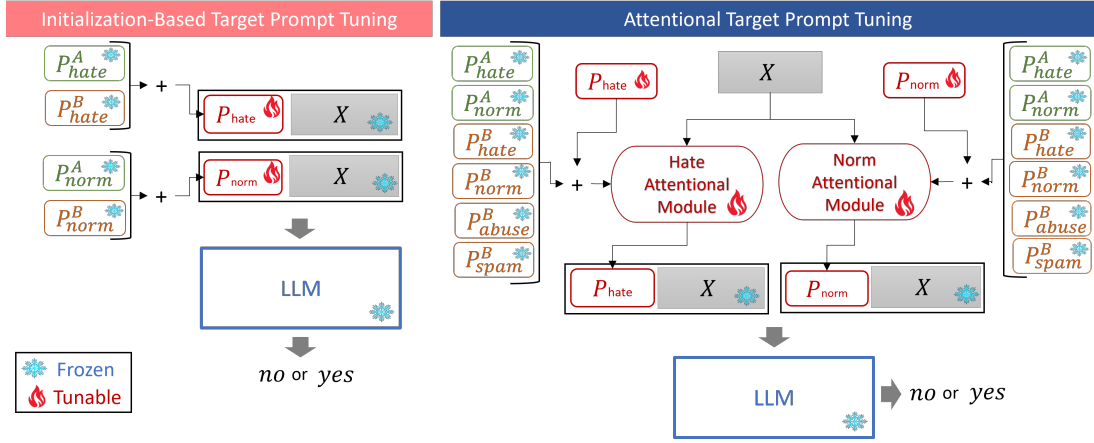 Initialization-Based Target Prompt Tuning
P^A_hate
P^B_hate
+
P_hate
X
P^A_norm
P^B_norm
+
P_norm
X
LLM
no or yes
Frozen
Tunable
Attentional Target Prompt Tuning
P^A_hate
P^A_norm
P^B_hate
P^B_norm
P^B_abuse
P^B_spam
P_hate
X
P_norm
+
Hate
Attentional
Module
Norm
Attentional
Module
+
P^A_hate
P^A_norm
P^B_hate
P^B_norm
P^B_abuse
P^B_spam
P_hate
X
P_norm
X
LLM
no or yes